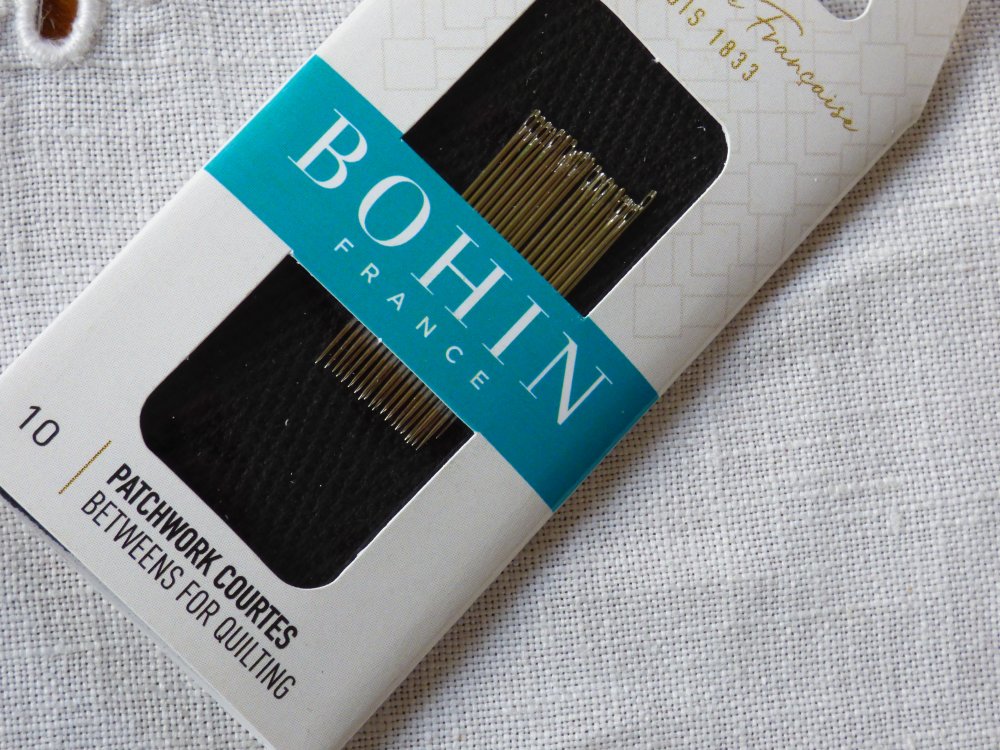 Française
1833
BOHIN
FRANCE
10
PATCHWORK COURTES
BETWEENS FOR QUILTING